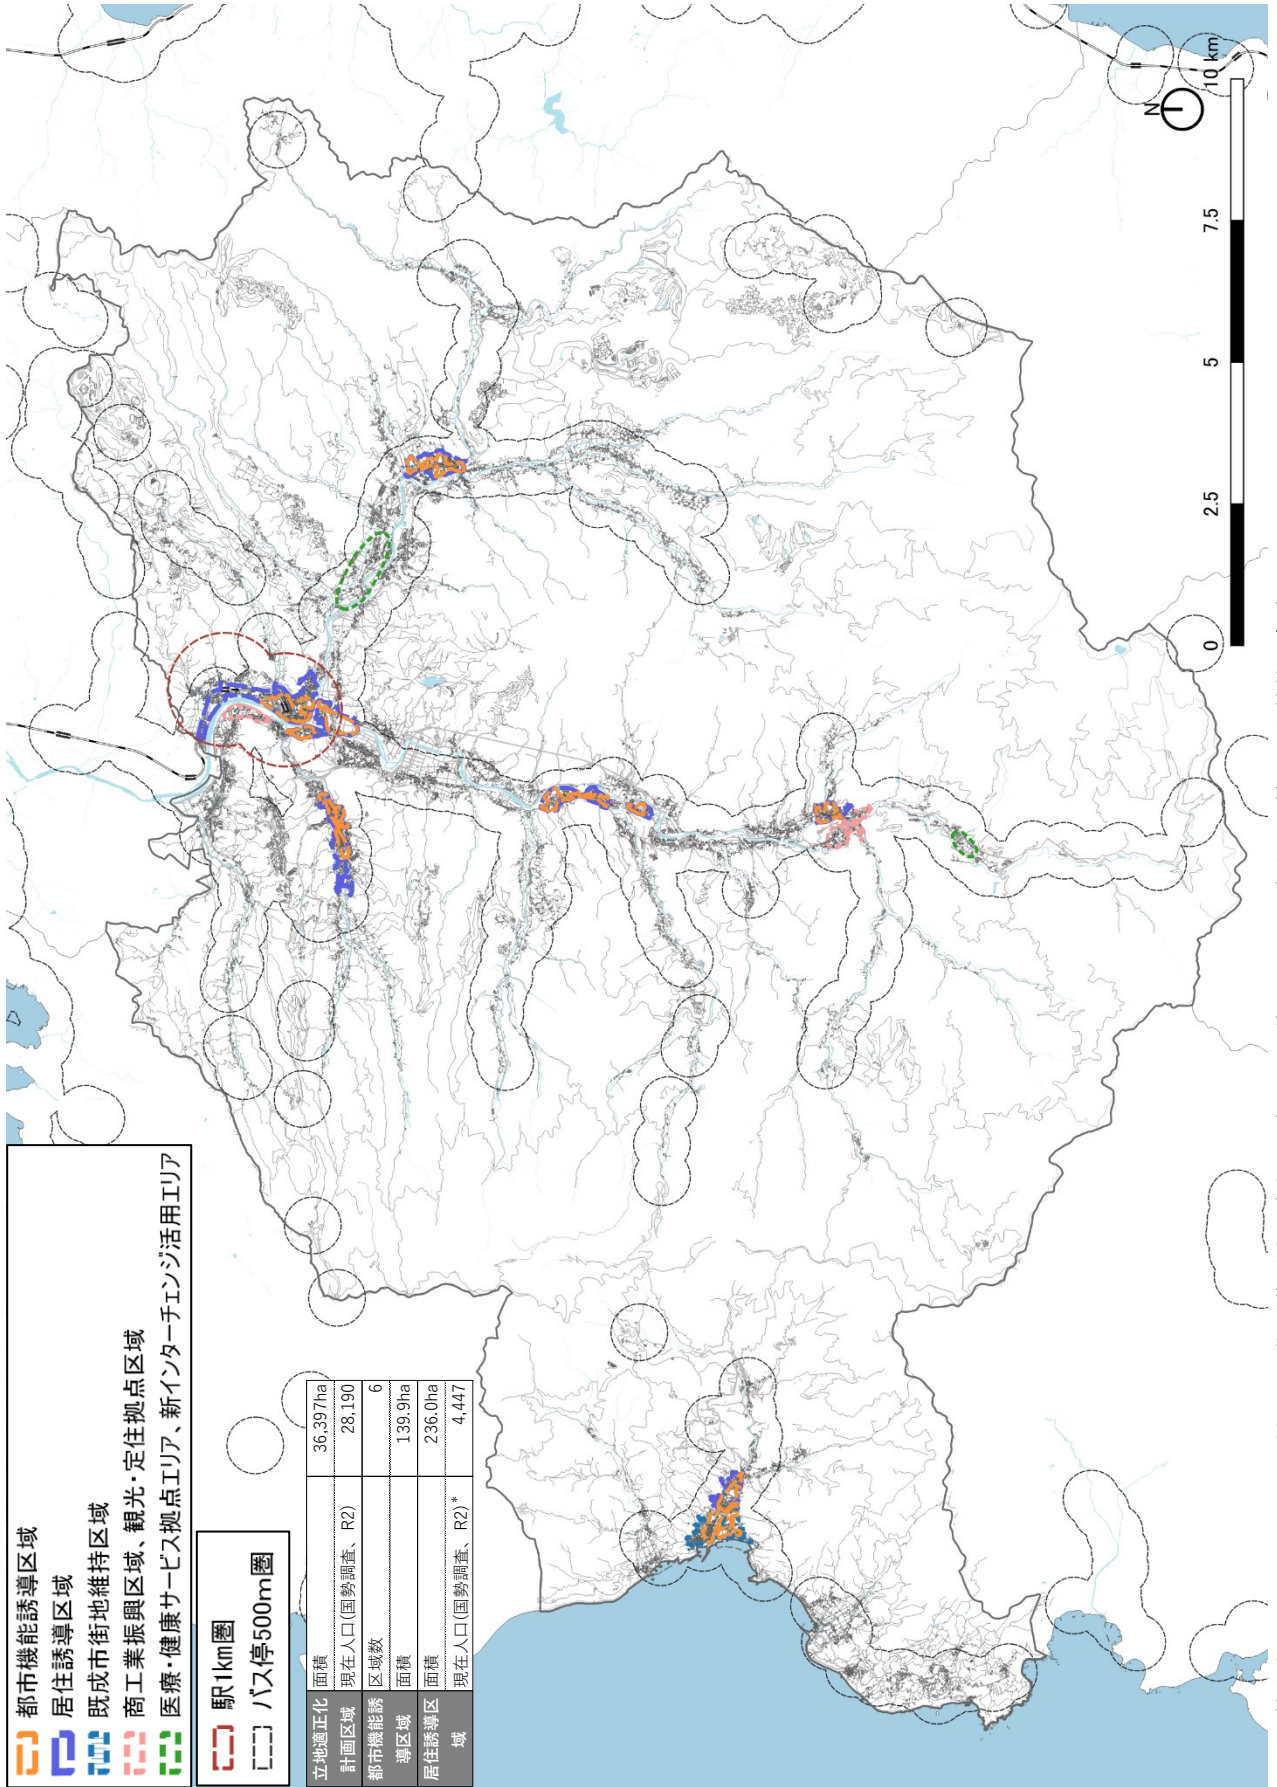 都市機能誘導区域
居住誘導区域
既成市街地維持区域
商工業振興区域、観光・定住拠点区域
医療・健康サービス拠点エリア、新インターチェンジ活用エリア
駅1km圏
バス停500m圏
立地適正化計画区域 面積 36,397ha
現在人口(国勢調査、R2) 28,190
都市機能誘導区域 区域数 6
面積 139.9ha
居住誘導区域 面積 236.0ha
現在人口(国勢調査、R2)* 4,447
N
0 2.5 5 7.5 10 km